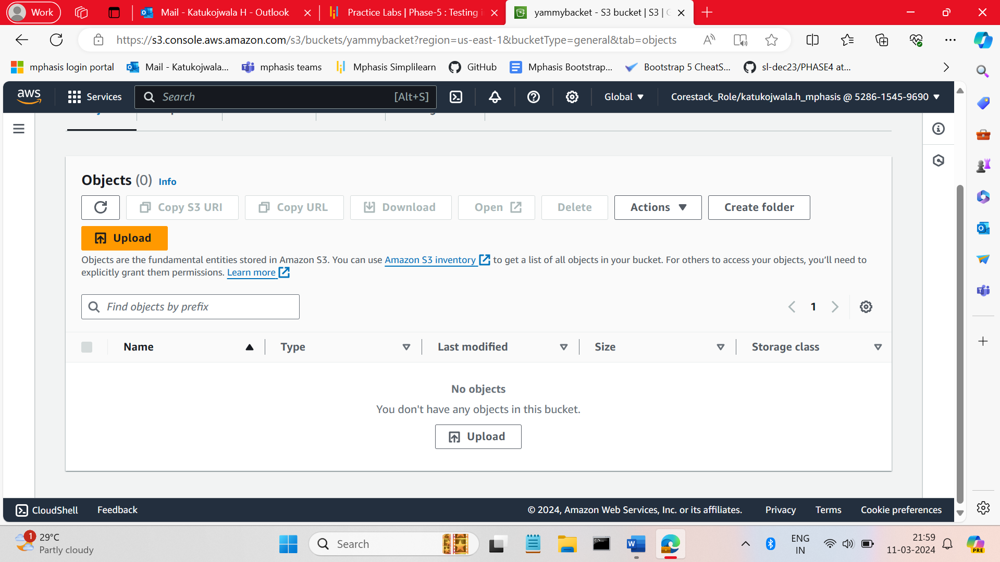 Work
Mail - Katukojwala H - Outlook
Practice Labs | Phase-5 : Testing i
yammybacket - S3 bucket | S3 | G
https://s3.console.aws.amazon.com/s3/buckets/yammybacket?region=us-east-1&bucketType=general&tab=objects
mphasis login portal
Mail - Katukojwala...
mphasis teams
Mphasis Simplilearn
GitHub
Mphasis Bootstrap...
Bootstrap 5 CheatS...
sl-dec23/PHASE4 at...
aws
Services
Search
[Alt+S]
Global
Corestack_Role/katukojwala.h_mphasis @ 5286-1545-9690
Objects (0) Info
Copy S3 URI
Copy URL
Download
Open
Delete
Actions
Create folder
Upload
Objects are the fundamental entities stored in Amazon S3. You can use Amazon S3 inventory to get a list of all objects in your bucket. For others to access your objects, you’ll need to
explicitly grant them permissions. Learn more
Find objects by prefix
1
Name
Type
Last modified
Size
Storage class
No objects
You don't have any objects in this bucket.
Upload
CloudShell
Feedback
© 2024, Amazon Web Services, Inc. or its affiliates.
Privacy
Terms
Cookie preferences
1
29°C
Partly cloudy
Search
ENG
IN
21:59
11-03-2024
PRE